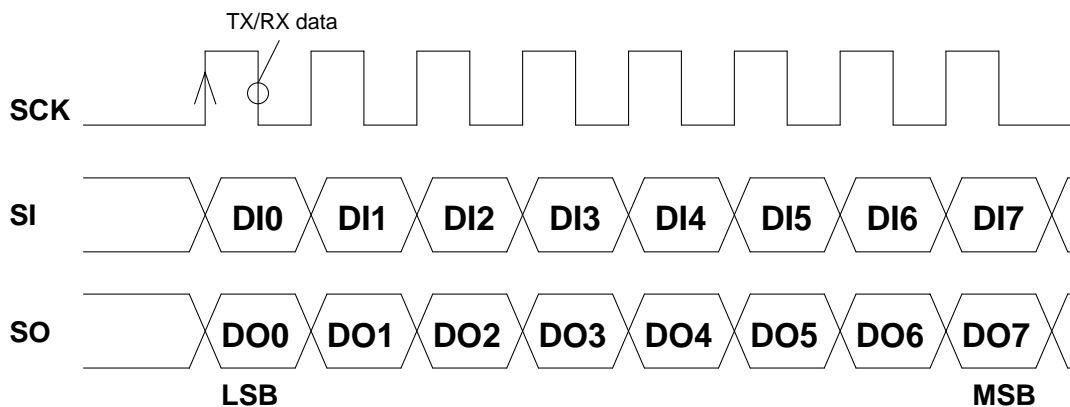 TX/RX data
SCK
SI DI0 DI1 DI2 DI3 DI4 DI5 DI6 DI7
SO DO0 DO1 DO2 DO3 DO4 DO5 DO6 DO7
LSB MSB